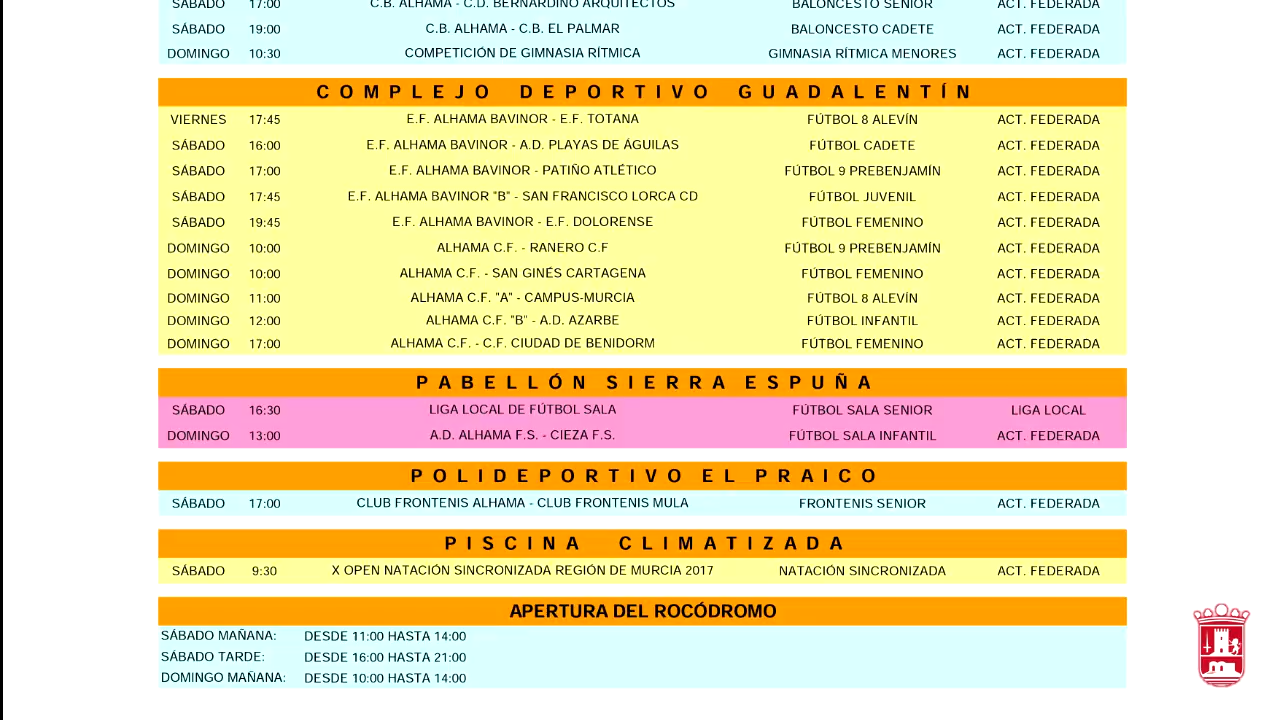 SÁBADO 17:00 C.B. ALHAMA - C.D. BERNARDINO ARQUITECTOS BALONCESTO SENIOR ACT. FEDERADA
SÁBADO 19:00 C.B. ALHAMA - C.B. EL PALMAR BALONCESTO CADETE ACT. FEDERADA
DOMINGO 10:30 COMPETICIÓN DE GIMNASIA RÍTMICA GIMNASIA RÍTMICA MENORES ACT. FEDERADA
COMPLEJO DEPORTIVO GUADALENTÍN
VIERNES 17:45 E.F. ALHAMA BAVINOR - E.F. TOTANA FÚTBOL 8 ALEVÍN ACT. FEDERADA
SÁBADO 16:00 E.F. ALHAMA BAVINOR - A.D. PLAYAS DE ÁGUILAS FÚTBOL CADETE ACT. FEDERADA
SÁBADO 17:00 E.F. ALHAMA BAVINOR - PATIÑO ATLÉTICO FÚTBOL 9 PREBENJAMÍN ACT. FEDERADA
SÁBADO 17:45 E.F. ALHAMA BAVINOR "B" - SAN FRANCISCO LORCA CD FÚTBOL JUVENIL ACT. FEDERADA
SÁBADO 19:45 E.F. ALHAMA BAVINOR - E.F. DOLORENSE FÚTBOL FEMENINO ACT. FEDERADA
DOMINGO 10:00 ALHAMA C.F. - RANERO C.F FÚTBOL 9 PREBENJAMÍN ACT. FEDERADA
DOMINGO 10:00 ALHAMA C.F. - SAN GINÉS CARTAGENA FÚTBOL FEMENINO ACT. FEDERADA
DOMINGO 11:00 ALHAMA C.F. "A" - CAMPUS-MURCIA FÚTBOL 8 ALEVÍN ACT. FEDERADA
DOMINGO 12:00 ALHAMA C.F. "B" - A.D. AZARBE FÚTBOL INFANTIL ACT. FEDERADA
DOMINGO 17:00 ALHAMA C.F. - C.F. CIUDAD DE BENIDORM FÚTBOL FEMENINO ACT. FEDERADA
PABELLÓN SIERRA ESPUÑA
SÁBADO 16:30 LIGA LOCAL DE FÚTBOL SALA FÚTBOL SALA SENIOR LIGA LOCAL
DOMINGO 13:00 A.D. ALHAMA F.S. - CIEZA F.S. FÚTBOL SALA INFANTIL ACT. FEDERADA
POLIDEPORTIVO EL PRAICO
SÁBADO 17:00 CLUB FRONTENIS ALHAMA - CLUB FRONTENIS MULA FRONTENIS SENIOR ACT. FEDERADA
PISCINA CLIMATIZADA
SÁBADO 9:30 X OPEN NATACIÓN SINCRONIZADA REGIÓN DE MURCIA 2017 NATACIÓN SINCRONIZADA ACT. FEDERADA
APERTURA DEL ROCÓDROMO
SÁBADO MAÑANA: DESDE 11:00 HASTA 14:00
SÁBADO TARDE: DESDE 16:00 HASTA 21:00
DOMINGO MAÑANA: DESDE 10:00 HASTA 14:00